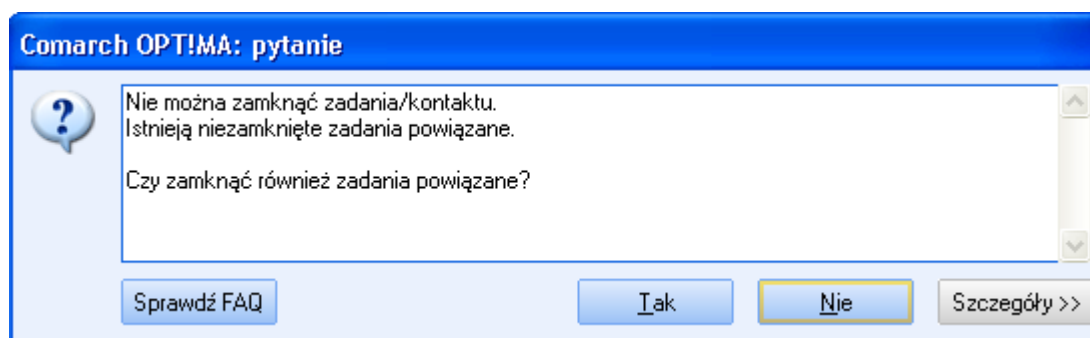 Comarch OPT!MA: pytanie
Nie można zamknąć zadania/kontaktu.
Istnieją niezamknięte zadania powiązane.
Czy zamknąć również zadania powiązane?
Sprawdź FAQ
Tak
Nie
Szczegóły >>